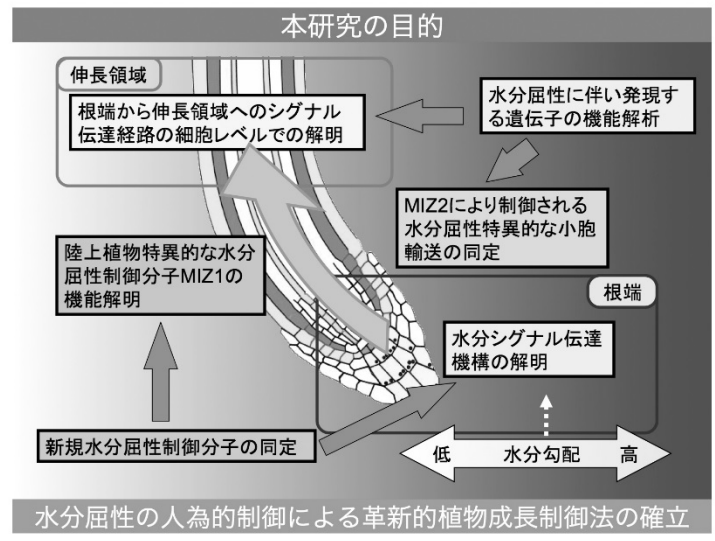 本研究の目的
伸長領域
根端から伸長領域へのシグナル
伝達経路の細胞レベルでの解明
水分屈性に伴い発現す
る遺伝子の機能解析
MIZ2により制御される
水分屈性特異的な小胞
輸送の同定
陸上植物特異的な水分
屈性制御分子MIZ1の
機能解明
根端
水分シグナル伝達
機構の解明
新規水分屈性制御分子の同定
低 水分勾配 高
水分屈性の人為的制御による革新的植物成長制御法の確立